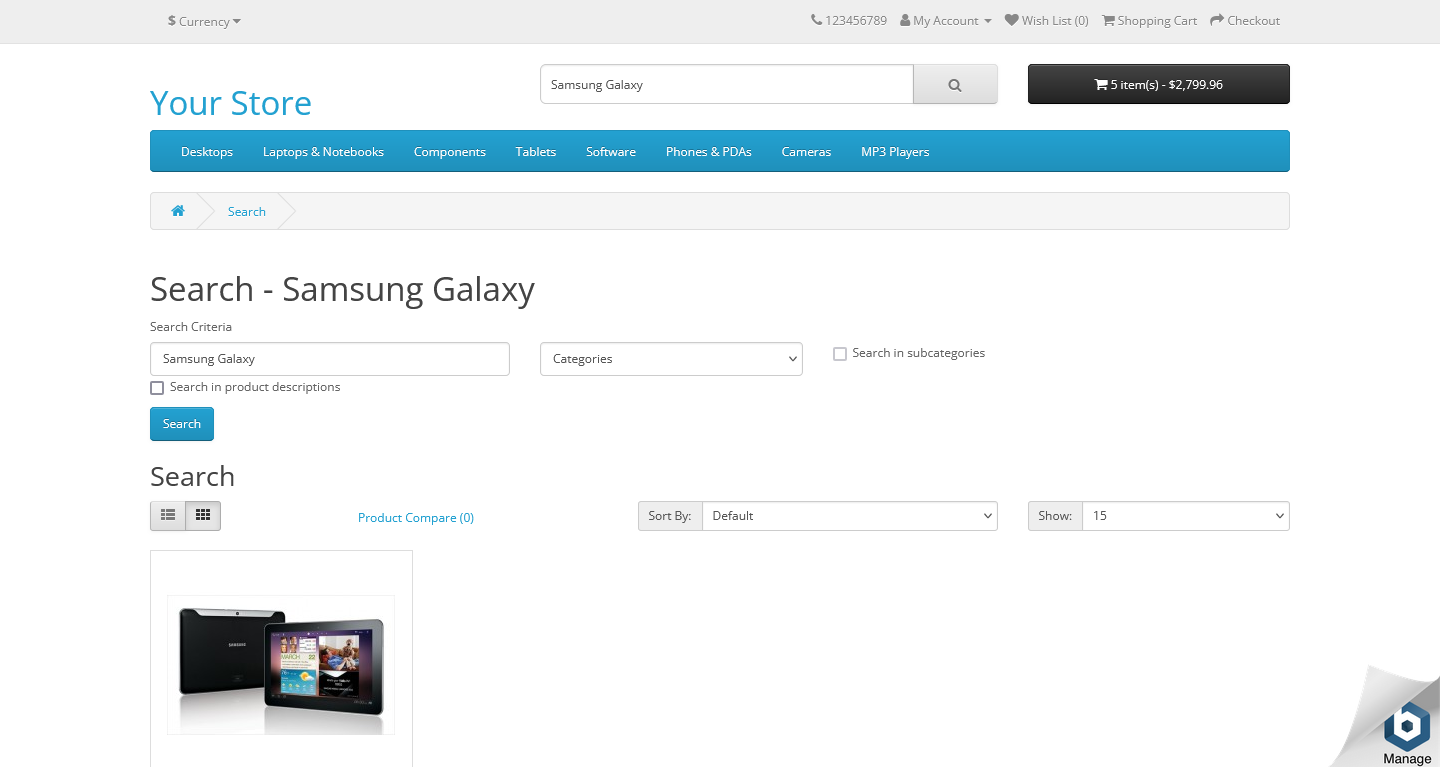 $ Currency
123456789 My Account Wish List (0) Shopping Cart Checkout
Your Store
Samsung Galaxy
5 item(s) - $2,799.96
Desktops Laptops & Notebooks Components Tablets Software Phones & PDAs Cameras MP3 Players
Search
Search - Samsung Galaxy
Search Criteria
Samsung Galaxy Categories Search in subcategories
Search in product descriptions
Search
Search
Product Compare (0) Sort By: Default Show: 15
SAMSUNG
MARCH 22
Manage